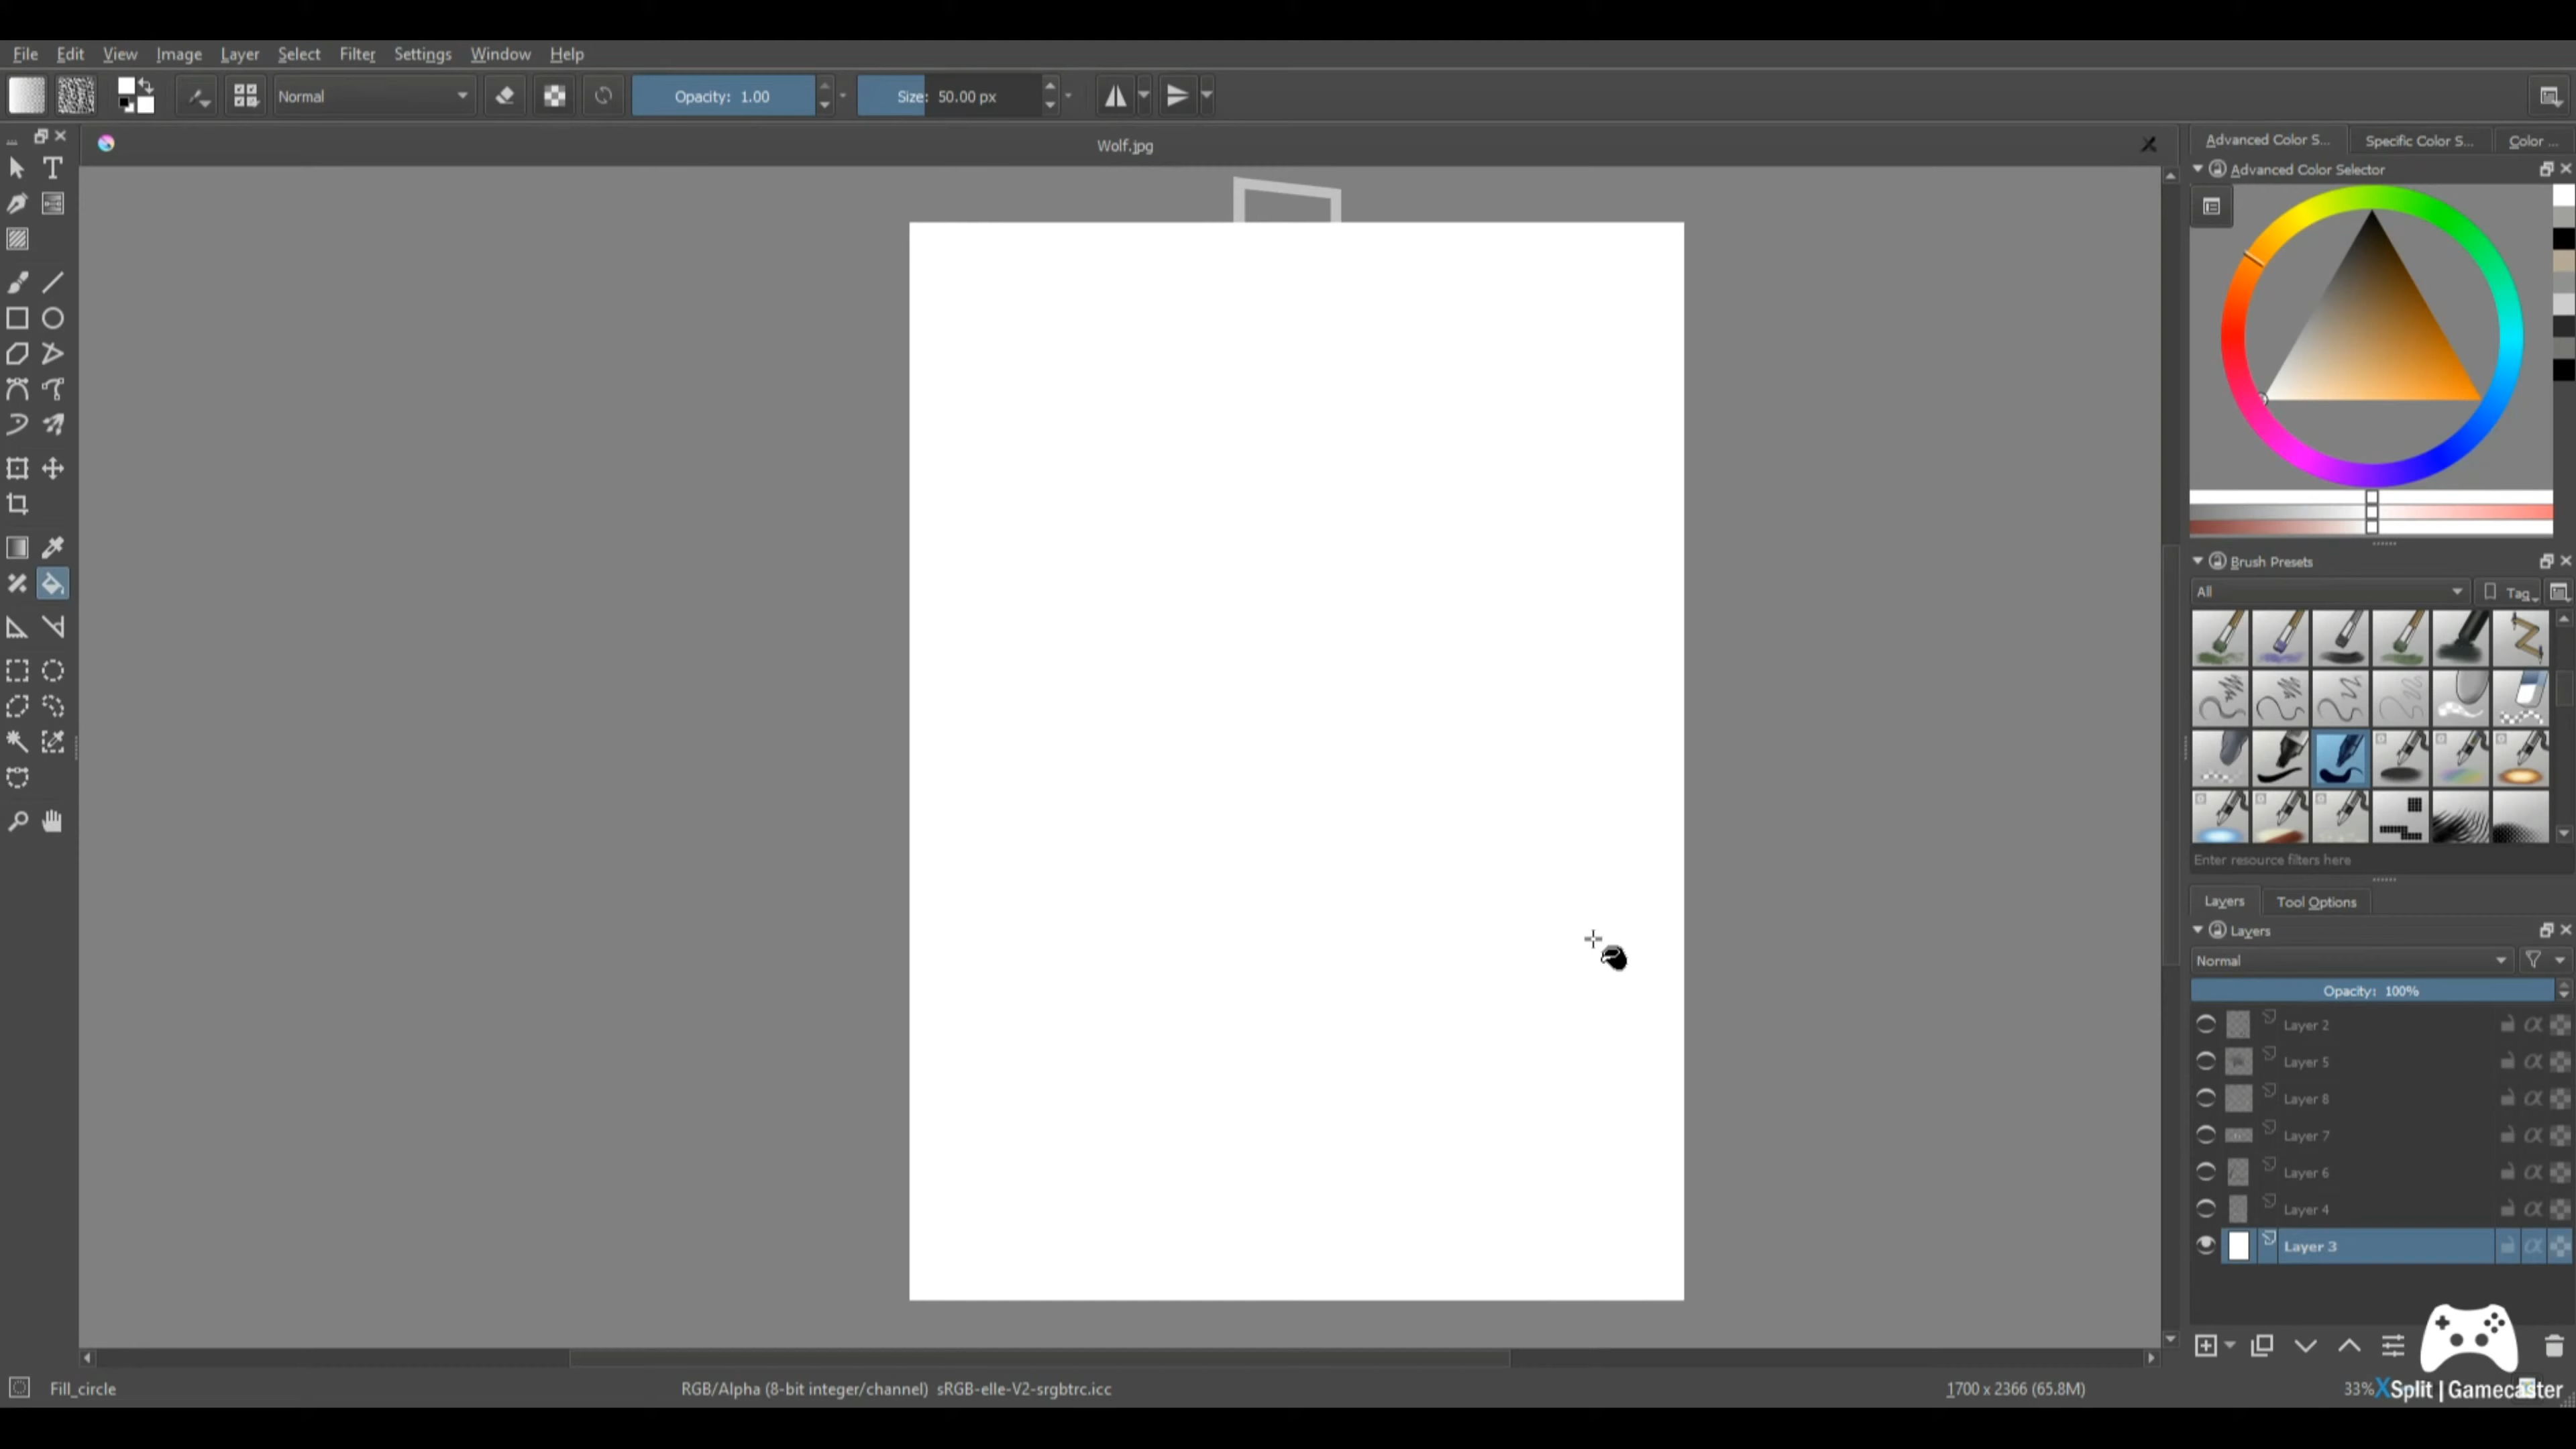 File Edit View Image Layer Select Filter Settings Window Help
Normal Opacity: 1.00 Size: 50.00 px
Wolf.jpg
Advanced Color S... Specific Color S... Color ...
Advanced Color Selector
Brush Presets
All Tag
Enter resource filters here
Layers Tool Options
Layers
Normal
Opacity: 100%
Layer 2
Layer 5
Layer 8
Layer 7
Layer 6
Layer 4
Layer 3
Fill_circle RGB/Alpha (8-bit integer/channel) sRGB-elle-V2-srgbtrc.icc 1700 x 2366 (65.8M) 33%
XSplit | Gamecaster